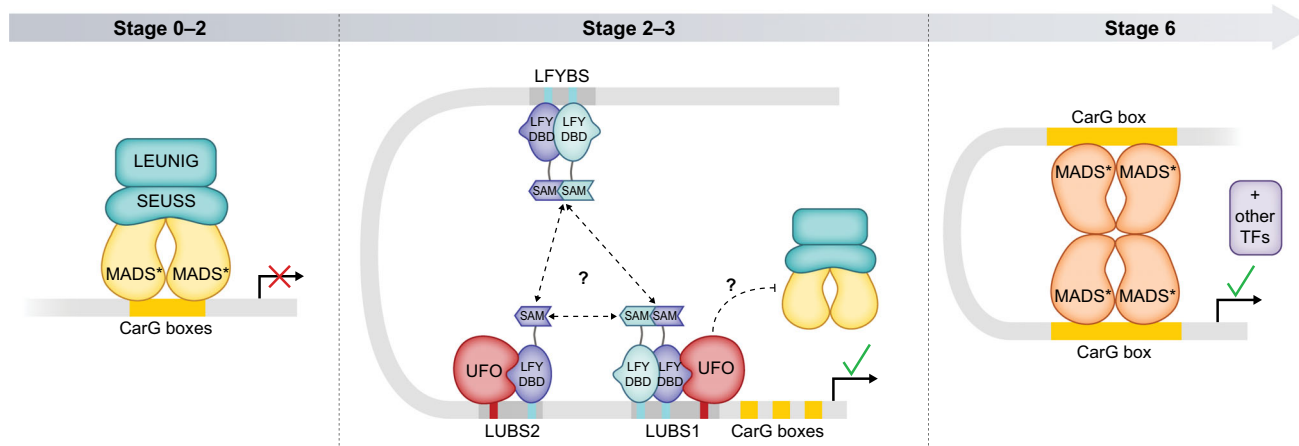 Stage 0–2
Stage 2–3
Stage 6
LEUNIG
SEUSS
MADS* MADS*
CarG boxes
LFYBS
LFY LFY
DBD DBD
SAM SAM
?
SAM
SAM SAM
?
UFO
LFY
DBD
LFY LFY
DBD DBD
UFO
LUBS2
LUBS1
CarG boxes
CarG box
MADS* MADS*
MADS* MADS*
CarG box
+
other
TFs